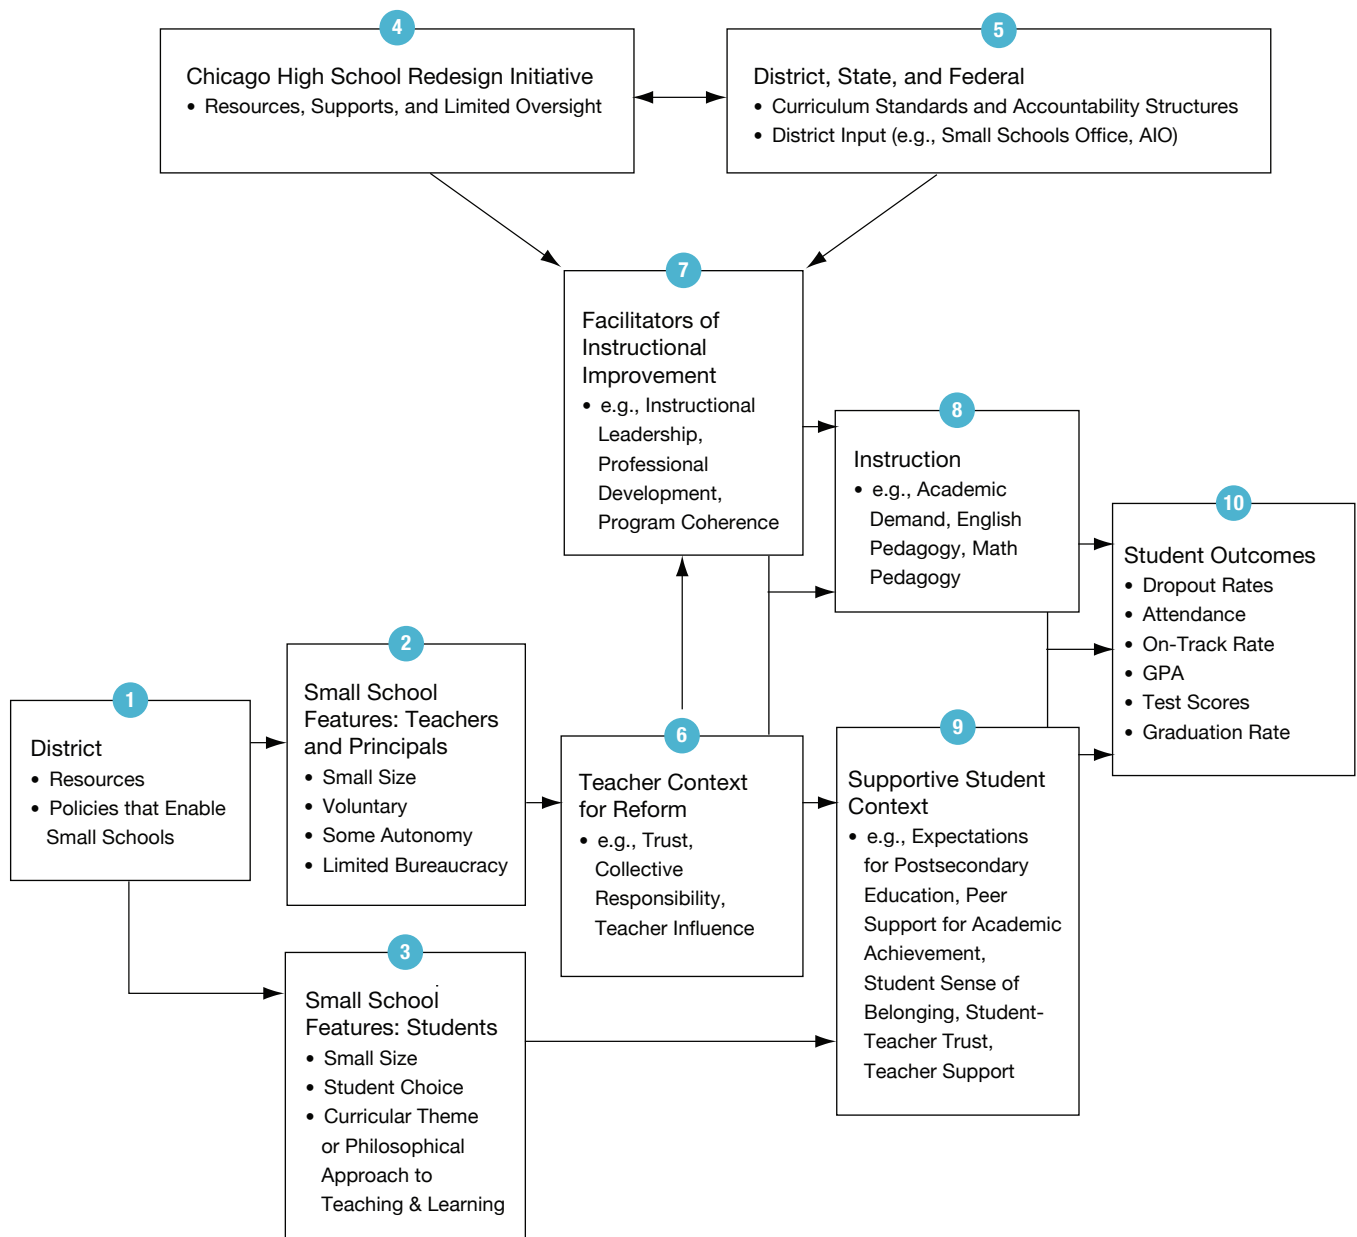 4
Chicago High School Redesign Initiative
• Resources, Supports, and Limited Oversight
5
District, State, and Federal
• Curriculum Standards and Accountability Structures
• District Input (e.g., Small Schools Office, AIO)
7
Facilitators of
Instructional
Improvement
• e.g., Instructional
Leadership,
Professional
Development,
Program Coherence
8
Instruction
• e.g., Academic
Demand, English
Pedagogy, Math
Pedagogy
10
Student Outcomes
• Dropout Rates
• Attendance
• On-Track Rate
• GPA
• Test Scores
• Graduation Rate
1
District
• Resources
• Policies that Enable
Small Schools
2
Small School
Features: Teachers
and Principals
• Small Size
• Voluntary
• Some Autonomy
• Limited Bureaucracy
6
Teacher Context
for Reform
• e.g., Trust,
Collective
Responsibility,
Teacher Influence
9
Supportive Student
Context
• e.g., Expectations
for Postsecondary
Education, Peer
Support for Academic
Achievement,
Student Sense of
Belonging, Student-
Teacher Trust,
Teacher Support
3
Small School
Features: Students
• Small Size
• Student Choice
• Curricular Theme
or Philosophical
Approach to
Teaching & Learning